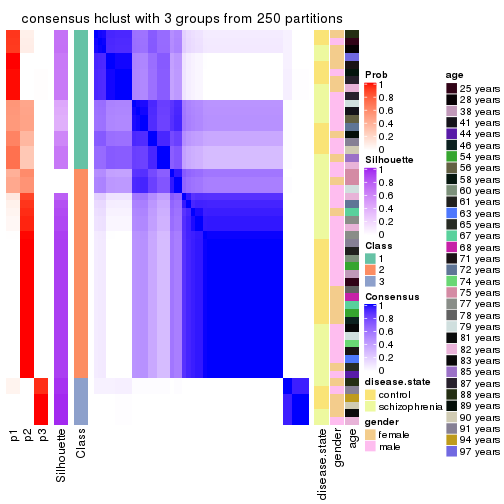 consensus hclust with 3 groups from 250 partitions
p1
p2
p3
Silhouette
Class
disease.state
gender
age
Prob
1
0.8
0.6
0.4
0.2
0
Silhouette
1
0.8
0.6
0.4
0.2
0
Class
1
2
3
Consensus
1
0.8
0.6
0.4
0.2
0
disease.state
control
schizophrenia
gender
female
male
age
25 years
28 years
38 years
41 years
44 years
46 years
54 years
56 years
58 years
60 years
61 years
63 years
65 years
67 years
68 years
71 years
72 years
74 years
75 years
77 years
78 years
79 years
81 years
82 years
83 years
85 years
87 years
88 years
89 years
90 years
91 years
94 years
97 years